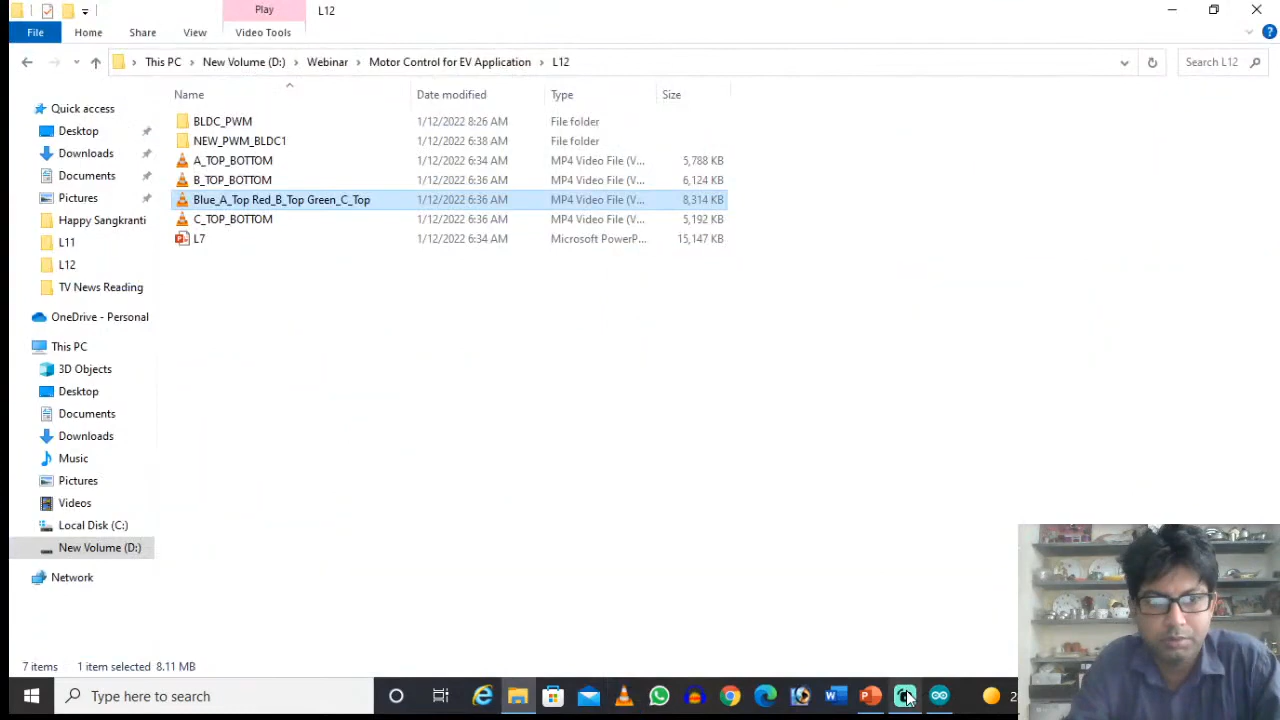 Play
L12
File
Home
Share
View
Video Tools
This PC
New Volume (D:)
Webinar
Motor Control for EV Application
L12
Search L12
Name
Date modified
Type
Size
BLDC_PWM 1/12/2022 8:26 AM File folder
NEW_PWM_BLDC1 1/12/2022 6:38 AM File folder
A_TOP_BOTTOM 1/12/2022 6:34 AM MP4 Video File (V... 5,788 KB
B_TOP_BOTTOM 1/12/2022 6:36 AM MP4 Video File (V... 6,124 KB
Blue_A_Top Red_B_Top Green_C_Top 1/12/2022 6:36 AM MP4 Video File (V... 8,314 KB
C_TOP_BOTTOM 1/12/2022 6:36 AM MP4 Video File (V... 5,192 KB
L7 1/12/2022 6:34 AM Microsoft PowerP... 15,147 KB
Quick access
Desktop
Downloads
Documents
Pictures
Happy Sangkranti
L11
L12
TV News Reading
OneDrive - Personal
This PC
3D Objects
Desktop
Documents
Downloads
Music
Pictures
Videos
Local Disk (C:)
New Volume (D:)
Network
7 items 1 item selected 8.11 MB
Type here to search